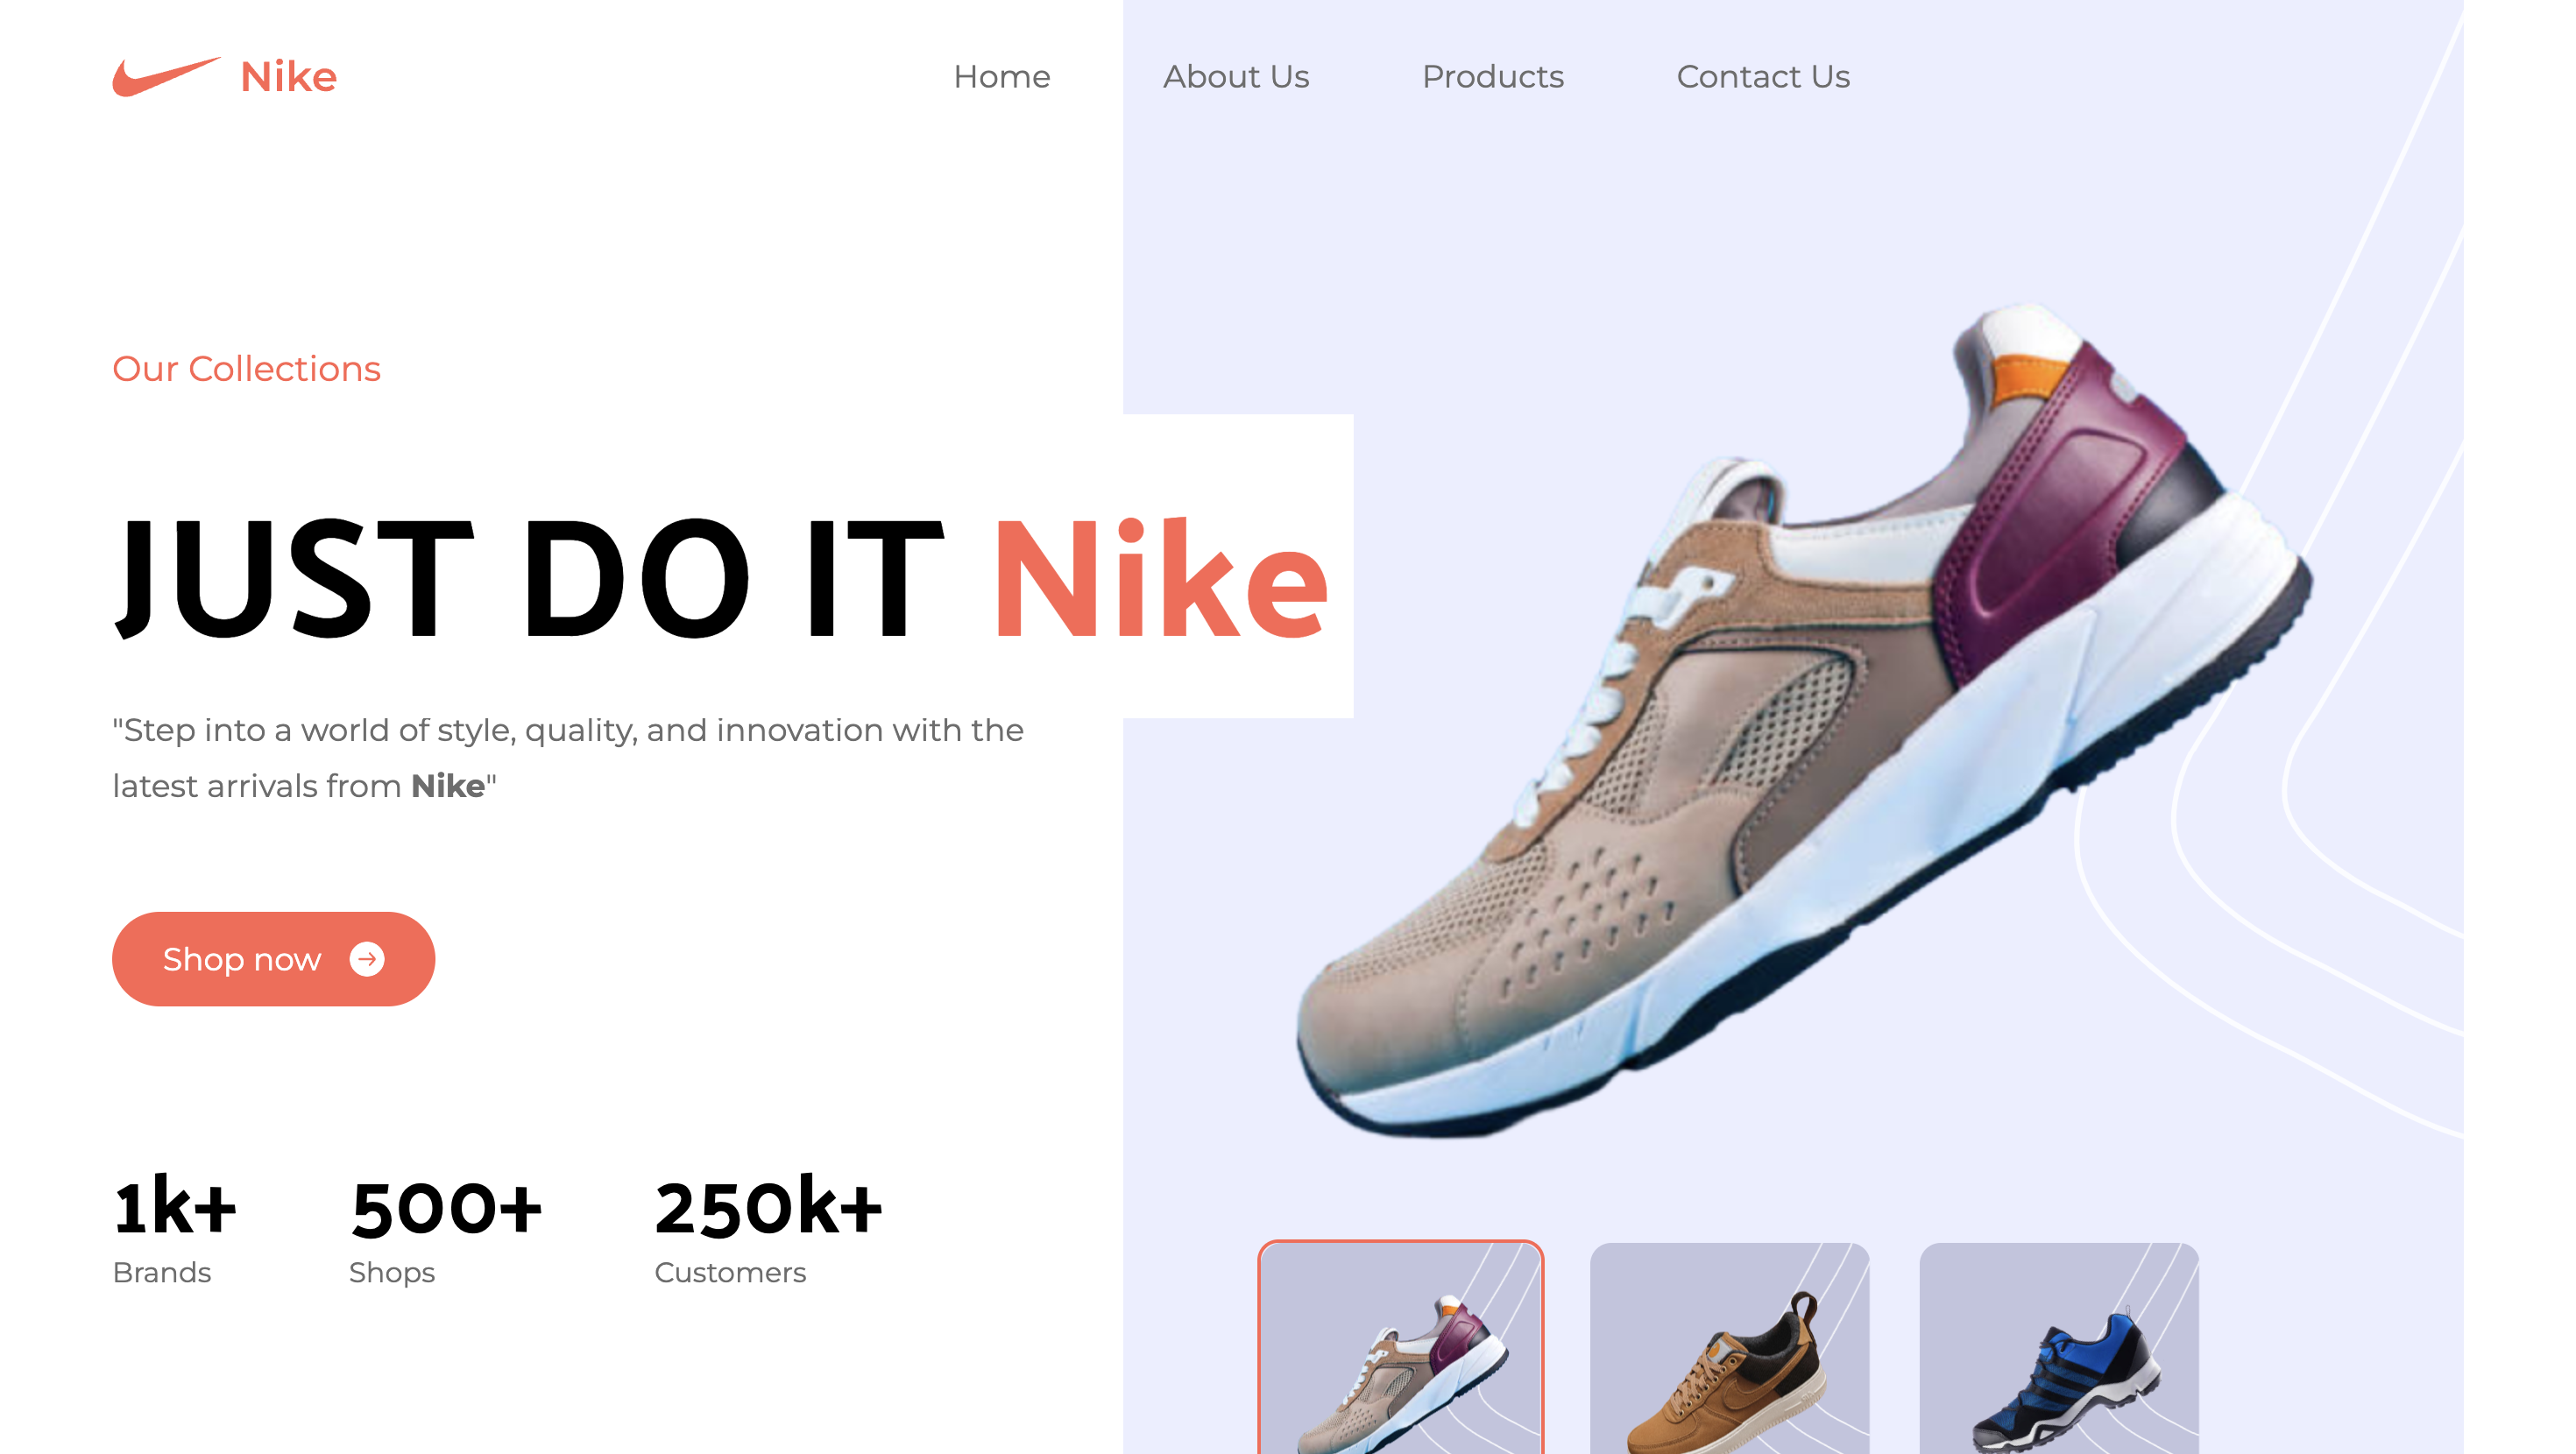 Nike
Home
About Us
Products
Contact Us
Our Collections
JUST DO IT Nike
"Step into a world of style, quality, and innovation with the
latest arrivals from Nike"
Shop now
1k+
Brands
500+
Shops
250k+
Customers